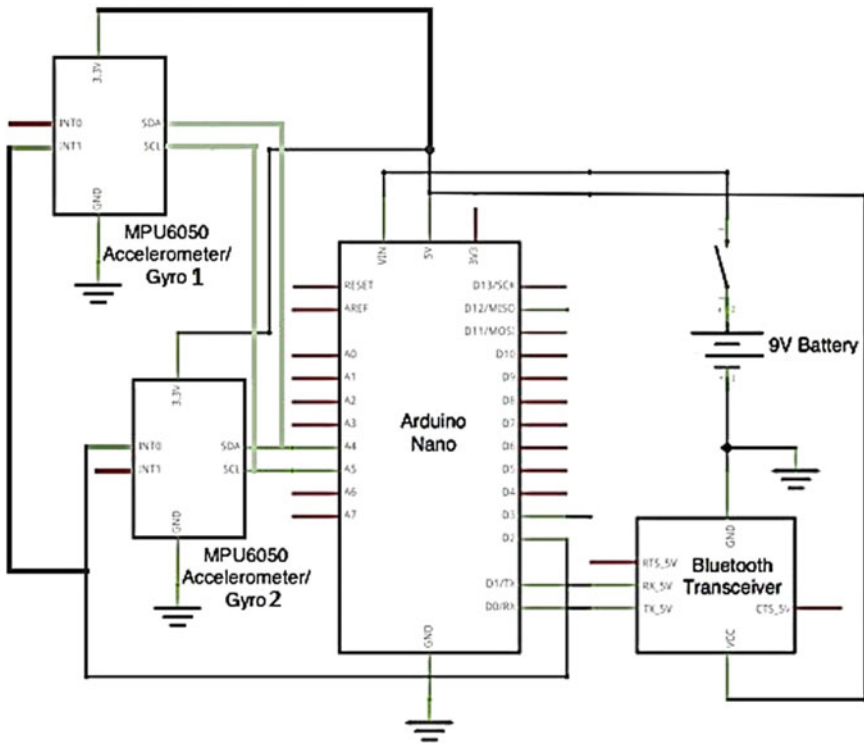 3.3V
INT0
SDA
INT1
SCL
GND
MPU6050
Accelerometer/
Gyro 1
VIN
5V
3V3
RESET
D13/SCK
AREF
D12/MISO
D11/MOSI
A0
D10
A1
D9
A2
D8
A3
D7
A4
D6
A5
D5
A6
D4
A7
D3
D2
D1/TX
D0/RX
GND
Arduino
Nano
3.3V
INT0
SDA
INT1
SCL
GND
MPU6050
Accelerometer/
Gyro 2
9V Battery
GND
RTS_5V
Bluetooth
Transceiver
RX_5V
TX_5V
CTS_5V
VCC